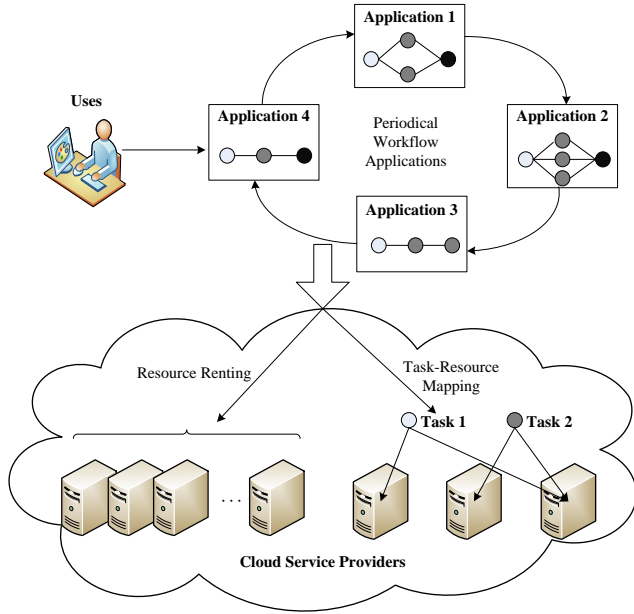 Application 1
Uses
Application 4
Periodical
Workflow
Applications
Application 2
Application 3
Resource Renting
Task-Resource
Mapping
Task 1
Task 2
...
Cloud Service Providers